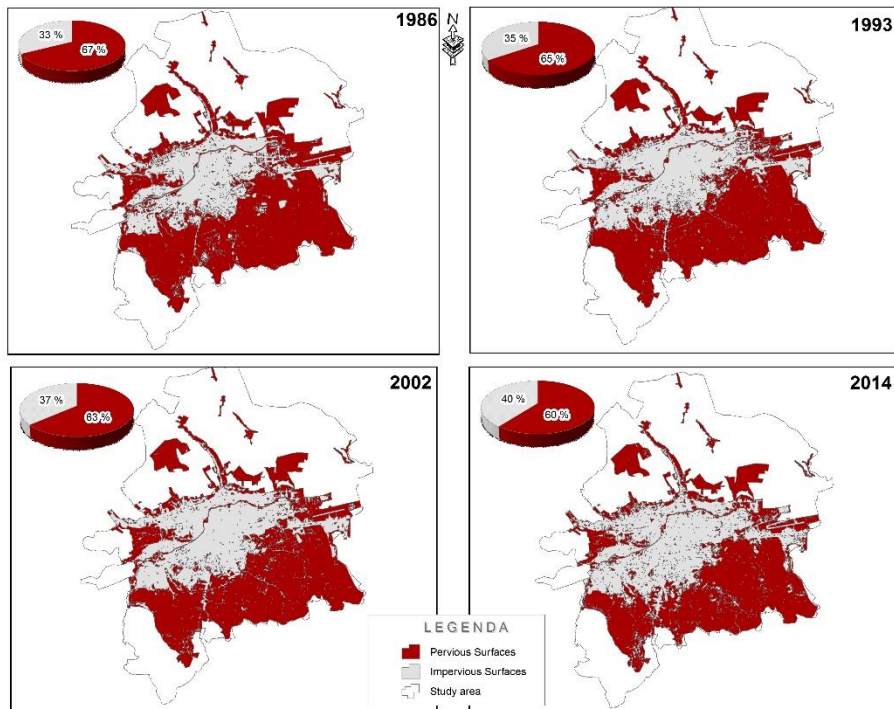 1986
33 %
67 %
N
1993
35 %
65 %
2002
37 %
63 %
2014
40 %
60 %
LEGENDA
Pervious Surfaces
Impervious Surfaces
Study area